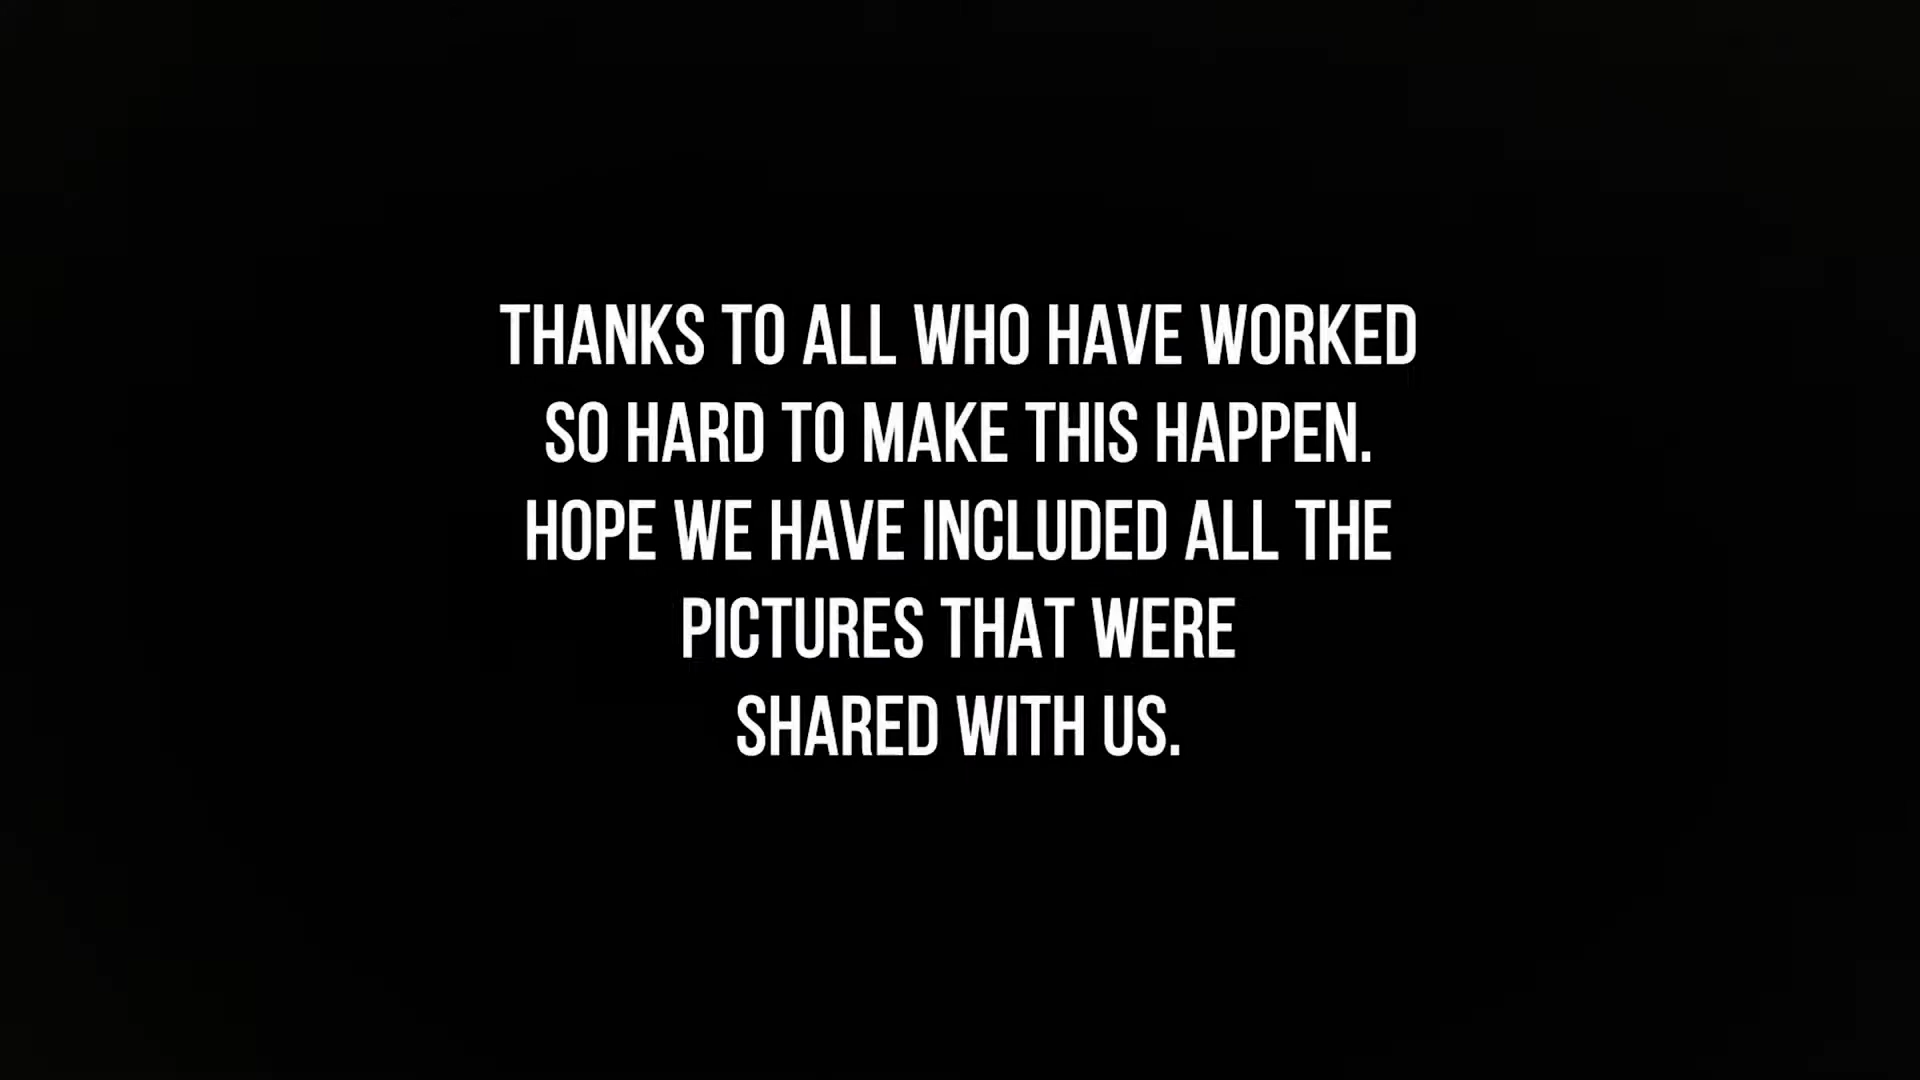 THANKS TO ALL WHO HAVE WORKED
SO HARD TO MAKE THIS HAPPEN.
HOPE WE HAVE INCLUDED ALL THE
PICTURES THAT WERE
SHARED WITH US.